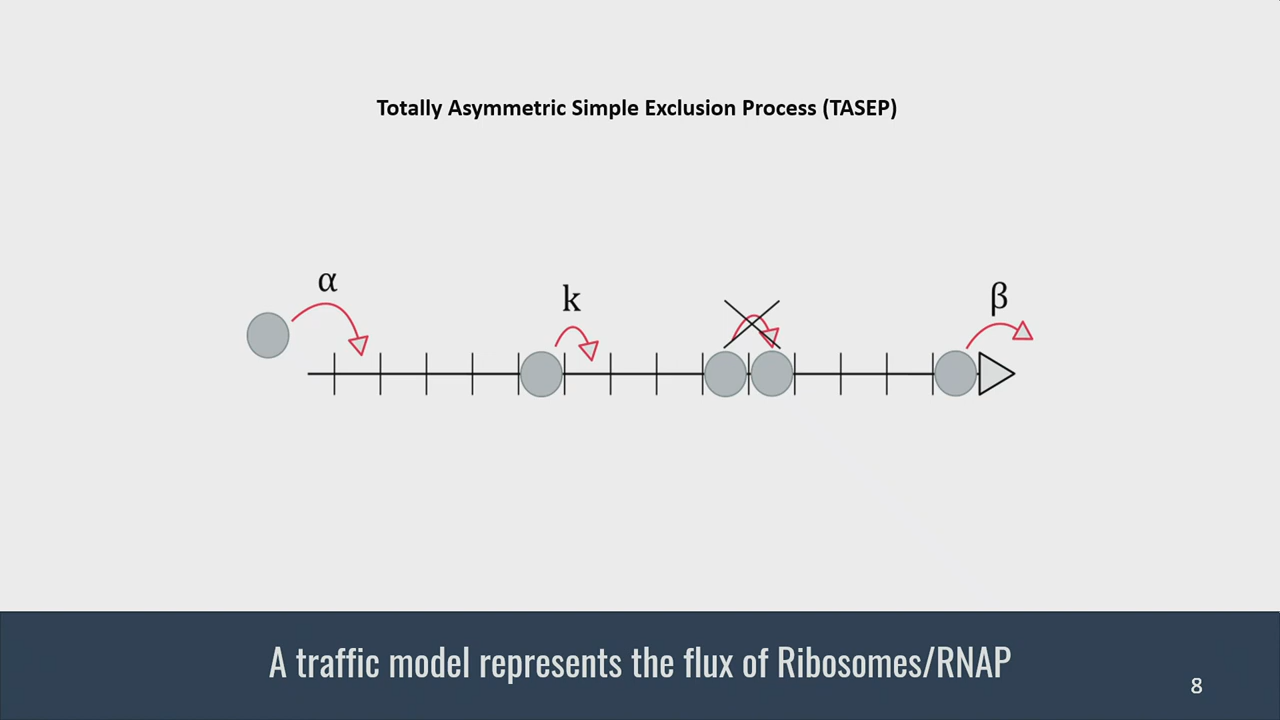 Totally Asymmetric Simple Exclusion Process (TASEP)
α
k
β
A traffic model represents the flux of Ribosomes/RNAP
8